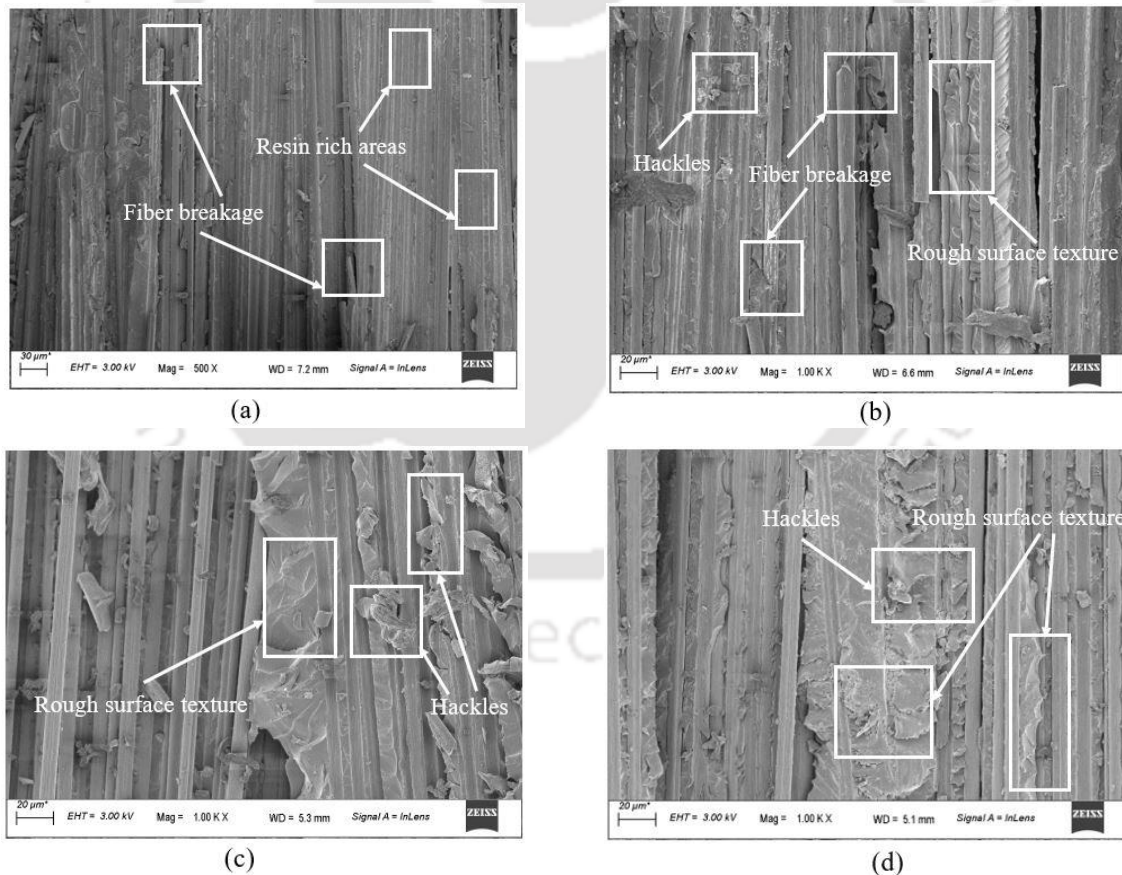 Resin rich areas
Fiber breakage
30 µm*
EHT = 3.00 kV Mag = 500 X WD = 7.2 mm Signal A = InLens
ZEISS
(a)
Hackles
Fiber breakage
Rough surface texture
20 µm*
EHT = 3.00 kV Mag = 1.00 K X WD = 6.6 mm Signal A = InLens
ZEISS
(b)
Rough surface texture
Hackles
20 µm*
EHT = 3.00 kV Mag = 1.00 K X WD = 5.3 mm Signal A = InLens
ZEISS
(c)
Hackles
Rough surface texture
20 µm*
EHT = 3.00 kV Mag = 1.00 K X WD = 5.1 mm Signal A = InLens
ZEISS
(d)